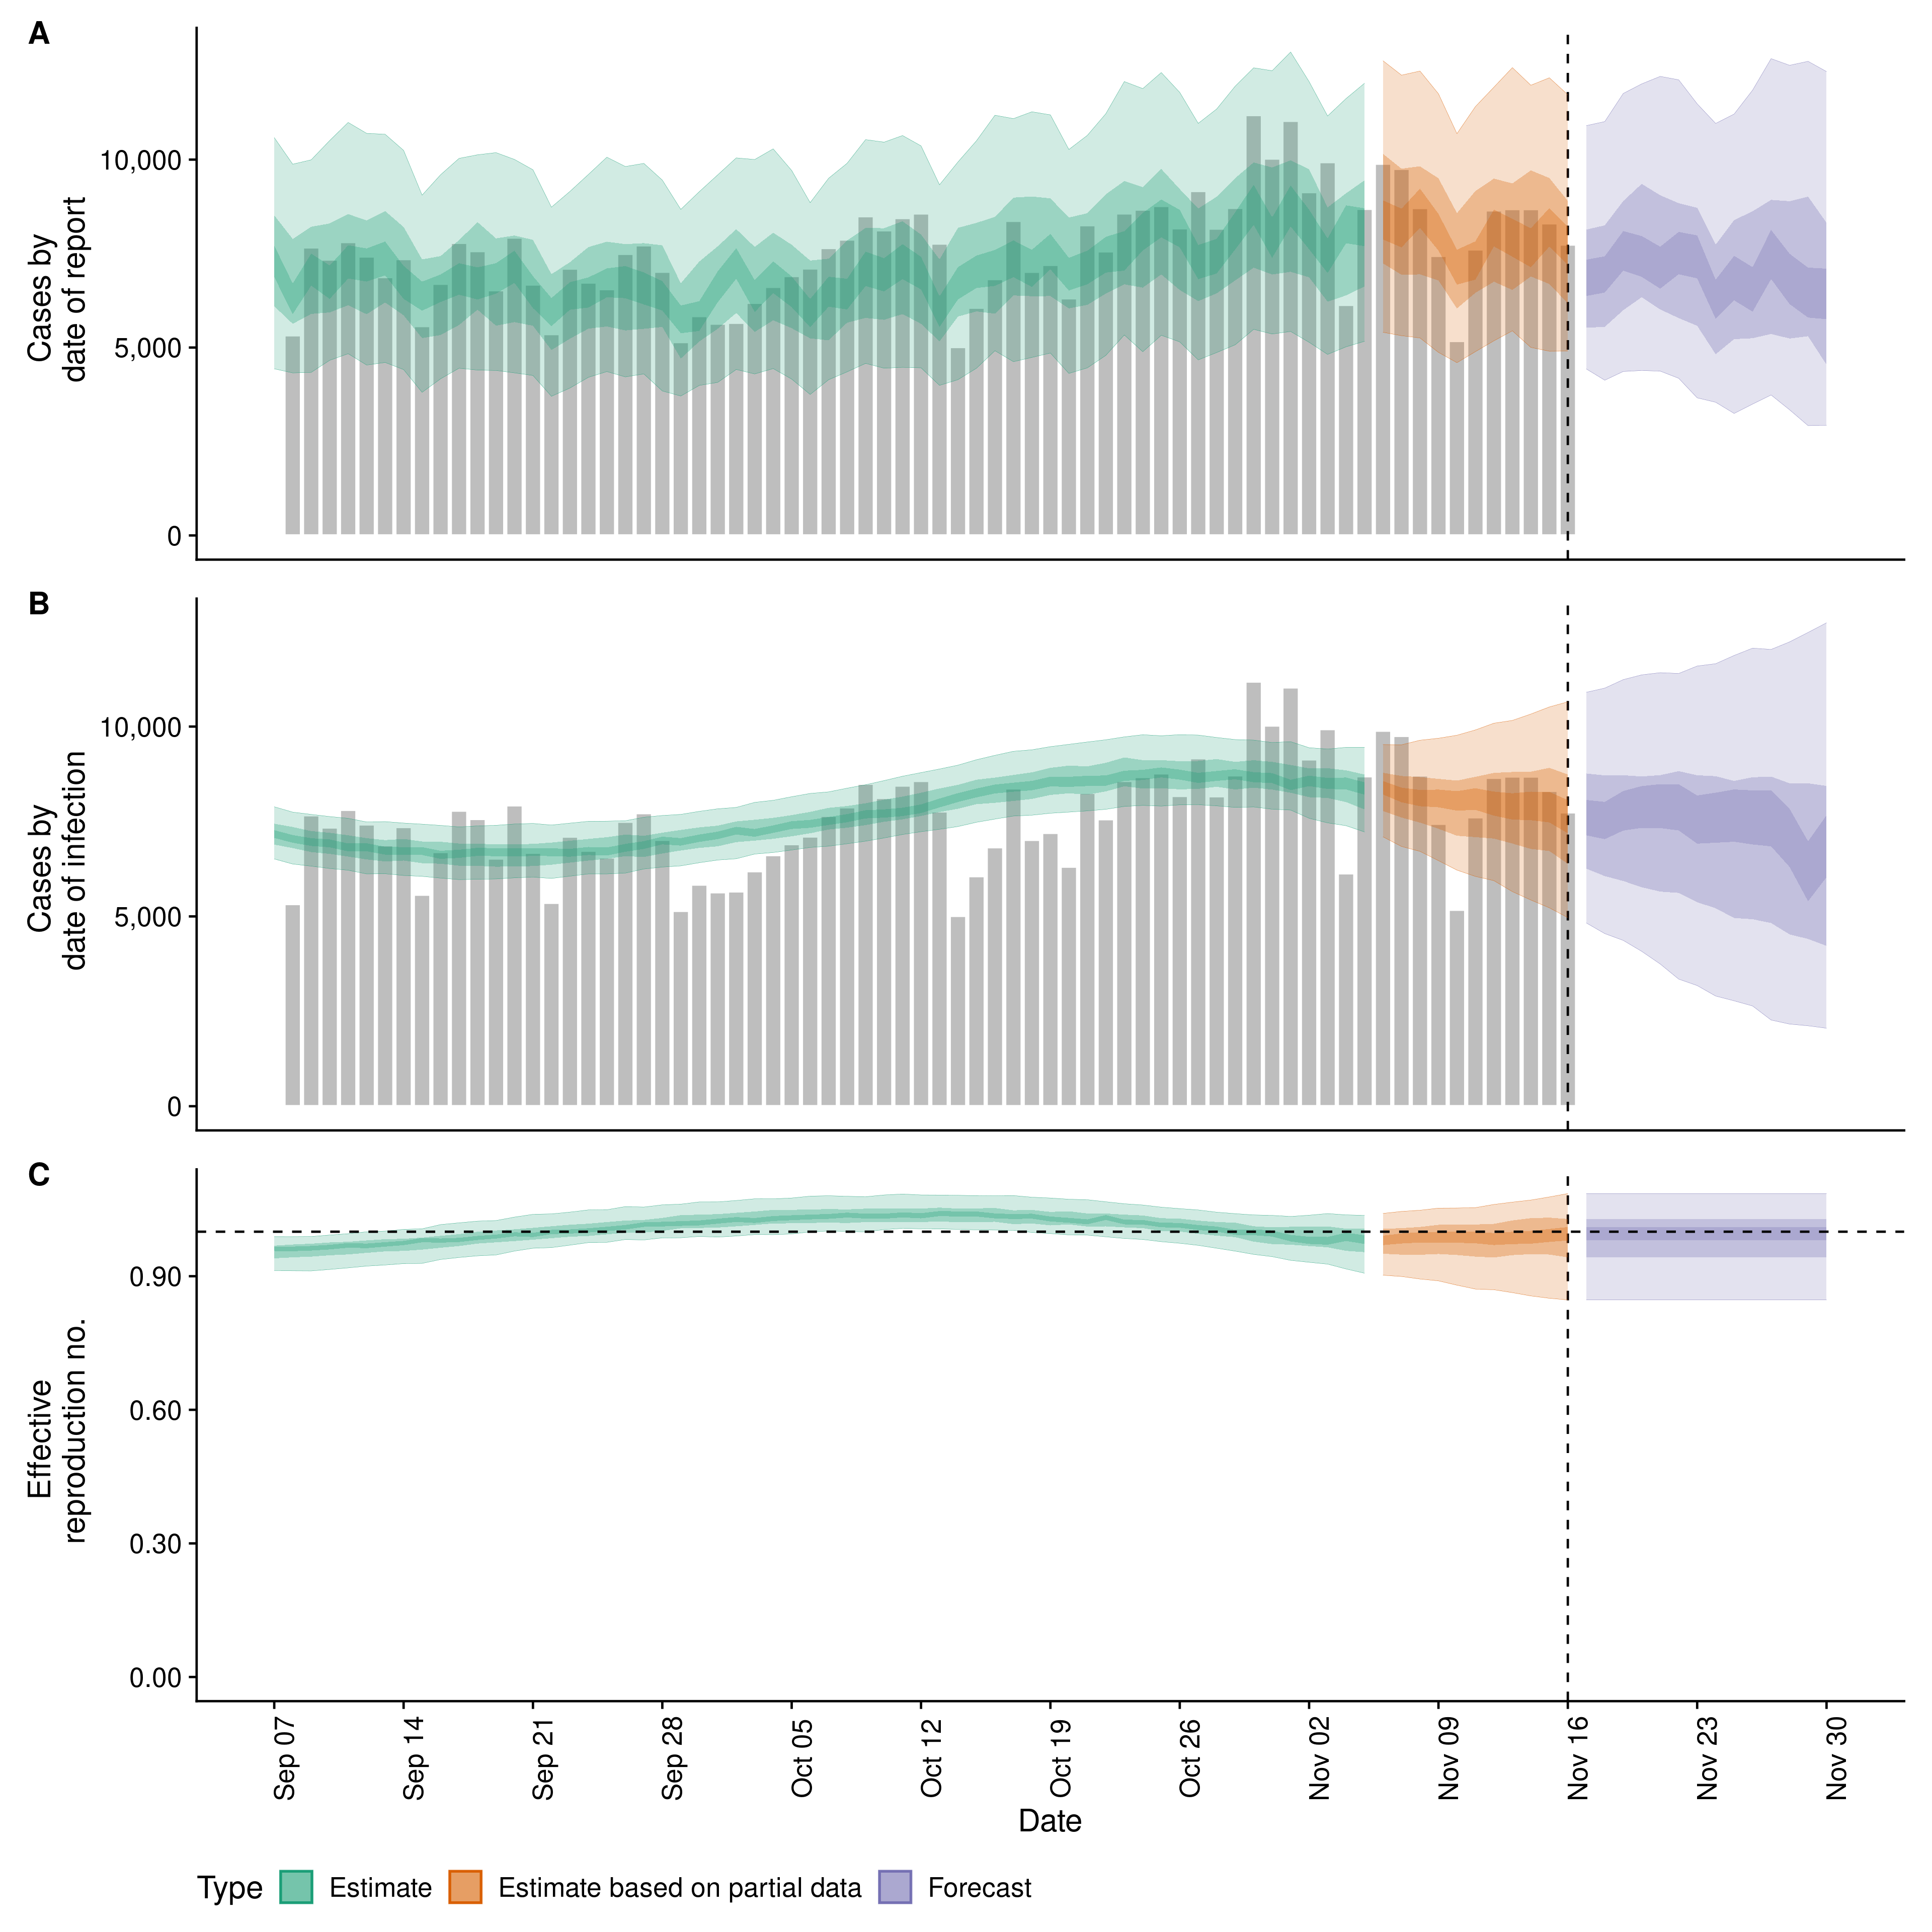 A
Cases by
date of report
10,000
5,000
0
B
Cases by
date of infection
10,000
5,000
0
C
Effective
reproduction no.
0.90
0.60
0.30
0.00
Sep 07
Sep 14
Sep 21
Sep 28
Oct 05
Oct 12
Oct 19
Oct 26
Nov 02
Nov 09
Nov 16
Nov 23
Nov 30
Date
Type Estimate Estimate based on partial data Forecast